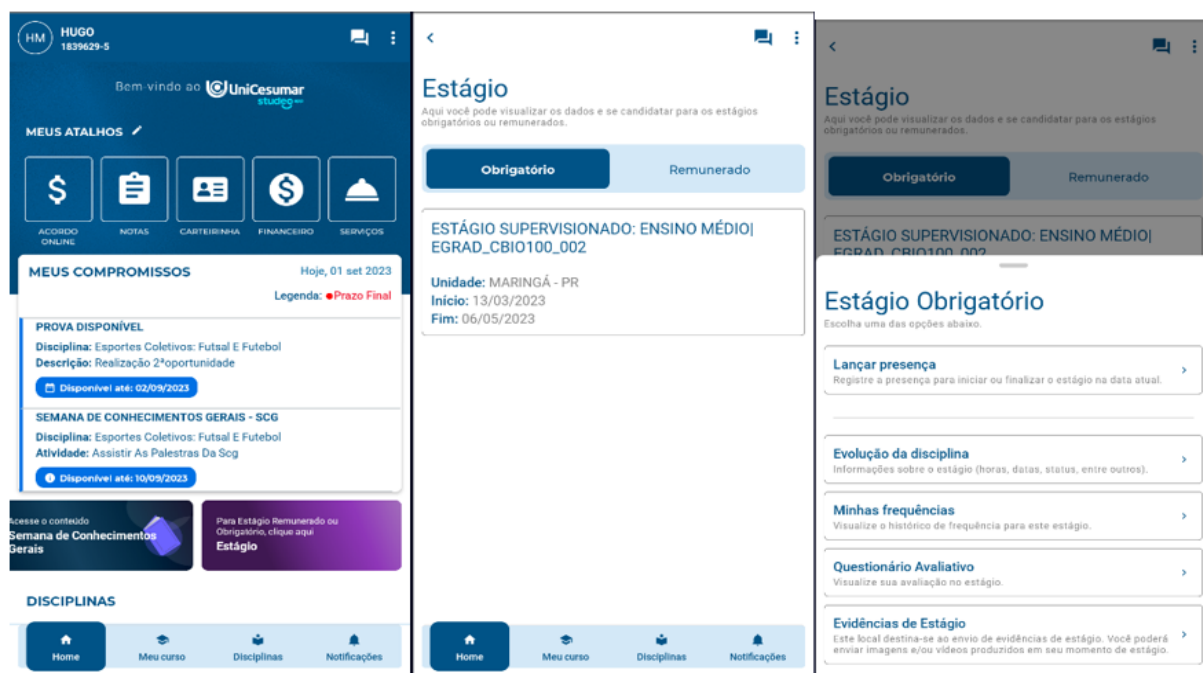 HM
HUGO
1839629-5
Bem-vindo ao UniCesumar
studeo
MEUS ATALHOS
ACORDO
ONLINE
NOTAS
CARTEIRINHA
FINANCEIRO
SERVIÇOS
MEUS COMPROMISSOS
Hoje, 01 set 2023
Legenda: Prazo Final
PROVA DISPONÍVEL
Disciplina: Esportes Coletivos: Futsal E Futebol
Descrição: Realização 2ªoportunidade
Disponível até: 02/09/2023
SEMANA DE CONHECIMENTOS GERAIS - SCG
Disciplina: Esportes Coletivos: Futsal E Futebol
Atividade: Assistir As Palestras Da Scg
Disponível até: 10/09/2023
Acesse o conteúdo
Semana de Conhecimentos
Gerais
Para Estágio Remunerado ou
Obrigatório, clique aqui
Estágio
DISCIPLINAS
Home
Meu curso
Disciplinas
Notificações
Estágio
Aqui você pode visualizar os dados e se candidatar para os estágios
obrigatórios ou remunerados.
Obrigatório
Remunerado
ESTÁGIO SUPERVISIONADO: ENSINO MÉDIO|
EGRAD_CBIO100_002
Unidade: MARINGÁ - PR
Início: 13/03/2023
Fim: 06/05/2023
Home
Meu curso
Disciplinas
Notificações
Estágio
Aqui você pode visualizar os dados e se candidatar para os estágios
obrigatórios ou remunerados.
Obrigatório
Remunerado
ESTÁGIO SUPERVISIONADO: ENSINO MÉDIO|
EGRAD_CBIO100_002
Estágio Obrigatório
Escolha uma das opções abaixo.
Lançar presença
Registre a presença para iniciar ou finalizar o estágio na data atual.
Evolução da disciplina
Informações sobre o estágio (horas, datas, status, entre outros).
Minhas frequências
Visualize o histórico de frequência para este estágio.
Questionário Avaliativo
Visualize sua avaliação no estágio.
Evidências de Estágio
Este local destina-se ao envio de evidências de estágio. Você poderá
enviar imagens e/ou vídeos produzidos em seu momento de estágio.